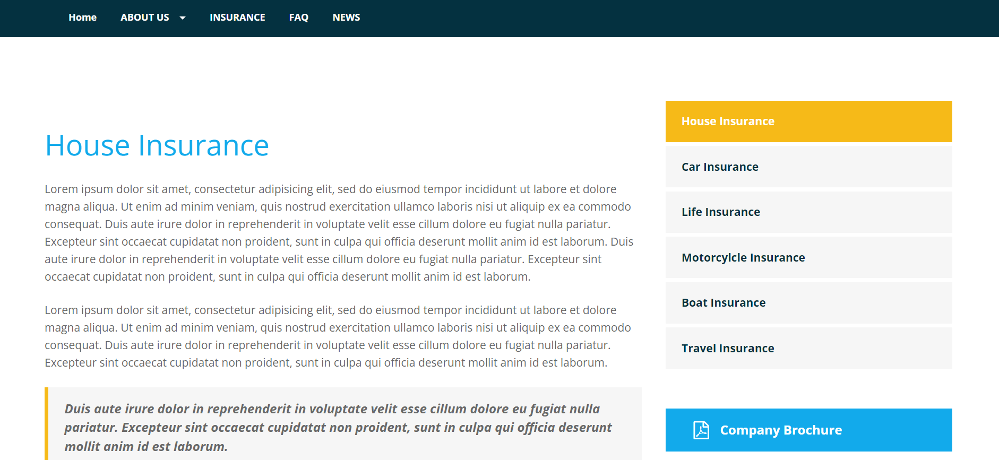 Home ABOUT US INSURANCE FAQ NEWS
House Insurance
Lorem ipsum dolor sit amet, consectetur adipisicing elit, sed do eiusmod tempor incididunt ut labore et dolore
magna aliqua. Ut enim ad minim veniam, quis nostrud exercitation ullamco laboris nisi ut aliquip ex ea commodo
consequat. Duis aute irure dolor in reprehenderit in voluptate velit esse cillum dolore eu fugiat nulla pariatur.
Excepteur sint occaecat cupidatat non proident, sunt in culpa qui officia deserunt mollit anim id est laborum. Duis
aute irure dolor in reprehenderit in voluptate velit esse cillum dolore eu fugiat nulla pariatur. Excepteur sint
occaecat cupidatat non proident, sunt in culpa qui officia deserunt mollit anim id est laborum.
Lorem ipsum dolor sit amet, consectetur adipisicing elit, sed do eiusmod tempor incididunt ut labore et dolore
magna aliqua. Ut enim ad minim veniam, quis nostrud exercitation ullamco laboris nisi ut aliquip ex ea commodo
consequat. Duis aute irure dolor in reprehenderit in voluptate velit esse cillum dolore eu fugiat nulla pariatur.
Excepteur sint occaecat cupidatat non proident, sunt in culpa qui officia deserunt mollit anim id est laborum.
Duis aute irure dolor in reprehenderit in voluptate velit esse cillum dolore eu fugiat nulla
pariatur. Excepteur sint occaecat cupidatat non proident, sunt in culpa qui officia deserunt
mollit anim id est laborum.
House Insurance
Car Insurance
Life Insurance
Motorcylcle Insurance
Boat Insurance
Travel Insurance
Company Brochure